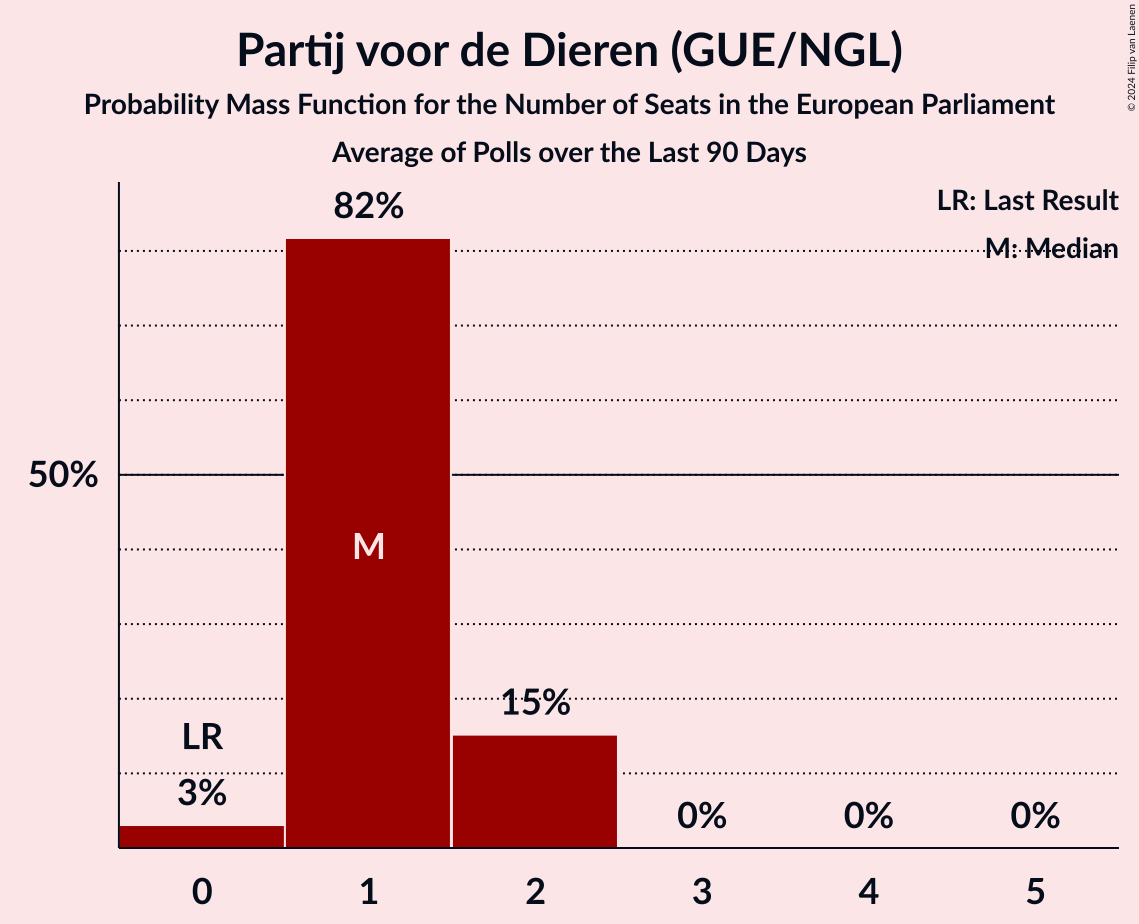 Partij voor de Dieren (GUE/NGL)
Probability Mass Function for the Number of Seats in the European Parliament
Average of Polls over the Last 90 Days
© 2024 Filip van Laenen
LR: Last Result
M: Median
82%
50%
M
15%
LR
3%
0%
0%
0%
0
1
2
3
4
5